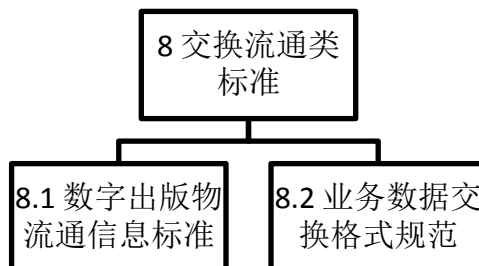 8 交换流通类
标准
8.1 数字出版物
流通信息标准
8.2 业务数据交
换格式规范